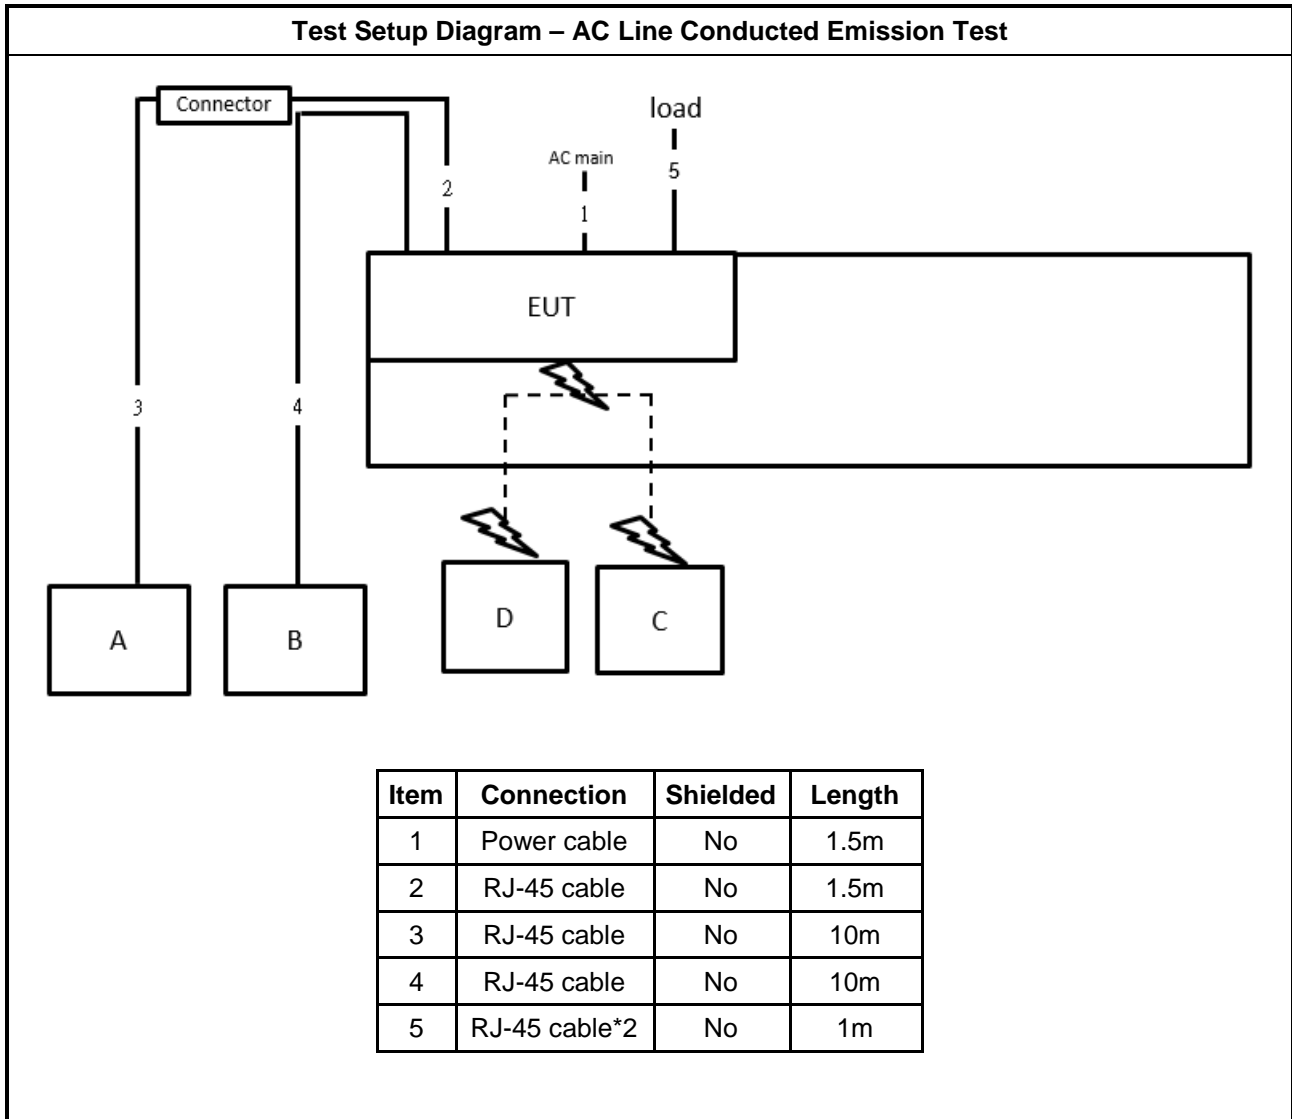 Test Setup Diagram – AC Line Conducted Emission Test
Connector
load
AC main
5
2
1
EUT
3
4
D
C
A
B
Item Connection Shielded Length
1 Power cable No 1.5m
2 RJ-45 cable No 1.5m
3 RJ-45 cable No 10m
4 RJ-45 cable No 10m
5 RJ-45 cable*2 No 1m